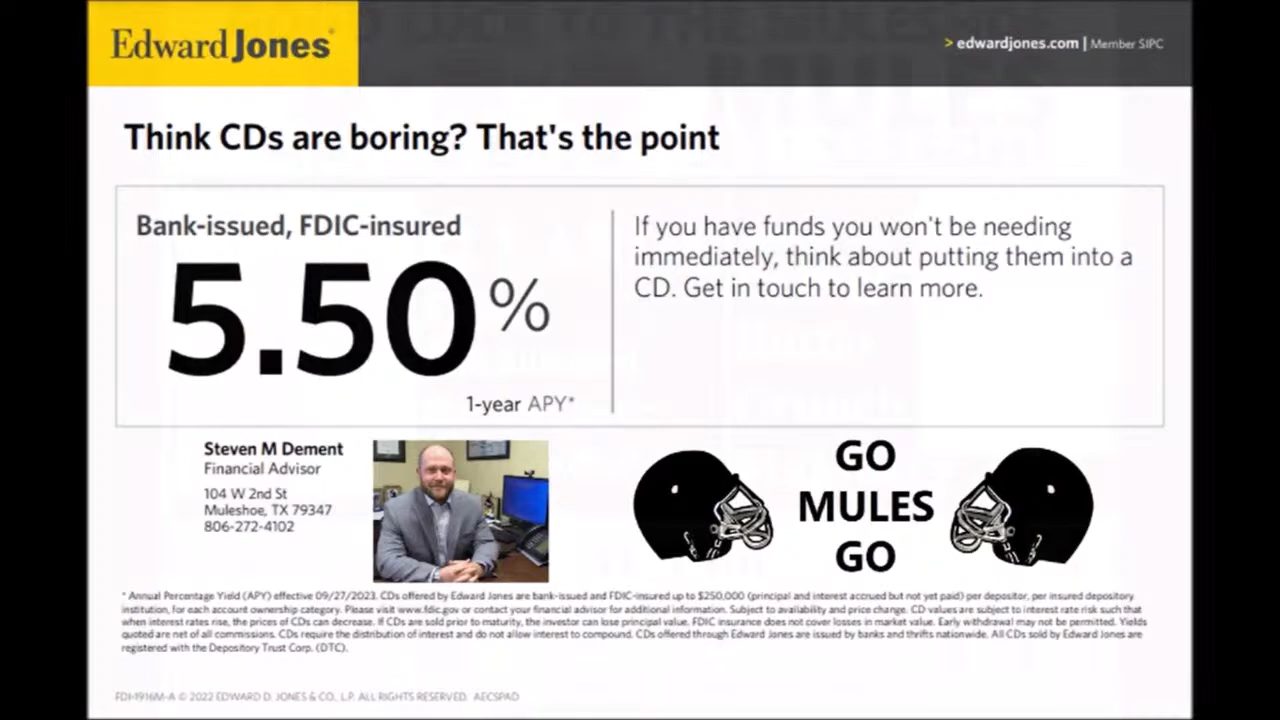 Edward Jones
> edwardjones.com | Member SIPC
Think CDs are boring? That's the point
Bank-issued, FDIC-insured
5.50%
1-year APY*
If you have funds you won't be needing
immediately, think about putting them into a
CD. Get in touch to learn more.
Steven M Dement
Financial Advisor
104 W 2nd St
Muleshoe, TX 79347
806-272-4102
GO
MULES
GO
* Annual Percentage Yield (APY) effective 09/27/2023. CDs offered by Edward Jones are bank-issued and FDIC-insured up to $250,000 (principal and interest accrued but not yet paid) per depositor, per insured depository
institution, for each account ownership category. Please visit www.fdic.gov or contact your financial advisor for additional information. Subject to availability and price change. CD values are subject to interest rate risk such that
when interest rates rise, the prices of CDs can decrease. If CDs are sold prior to maturity, the investor can lose principal value. FDIC insurance does not cover losses in market value. Early withdrawal may not be permitted. Yields
quoted are net of all commissions. CDs require the distribution of interest and do not allow interest to compound. CDs offered through Edward Jones are issued by banks and thrifts nationwide. All CDs sold by Edward Jones are
registered with the Depository Trust Corp. (DTC).
FDI-1916M-A © 2022 EDWARD D. JONES & CO., L.P. ALL RIGHTS RESERVED. AECSPAD